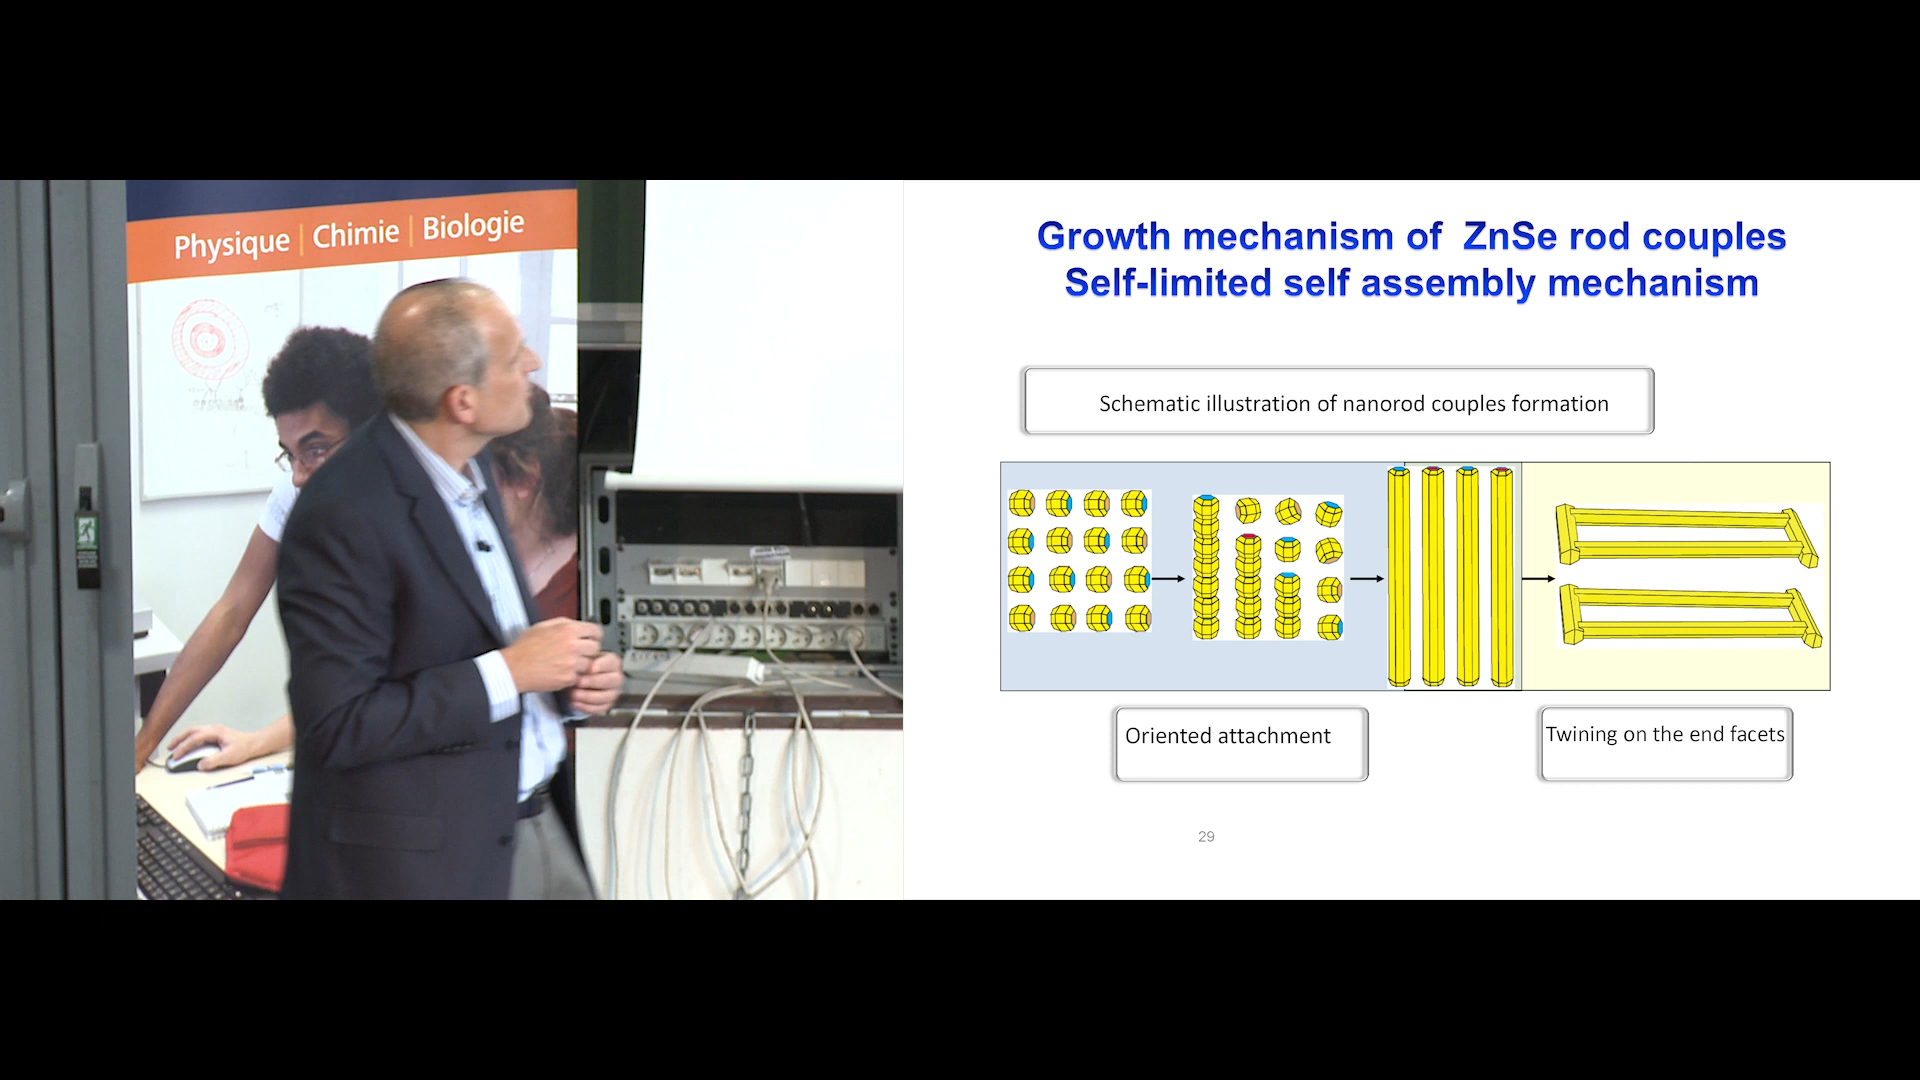 Physique | Chimie | Biologie
Growth mechanism of ZnSe rod couples
Self-limited self assembly mechanism
Schematic illustration of nanorod couples formation
Oriented attachment
Twining on the end facets
29